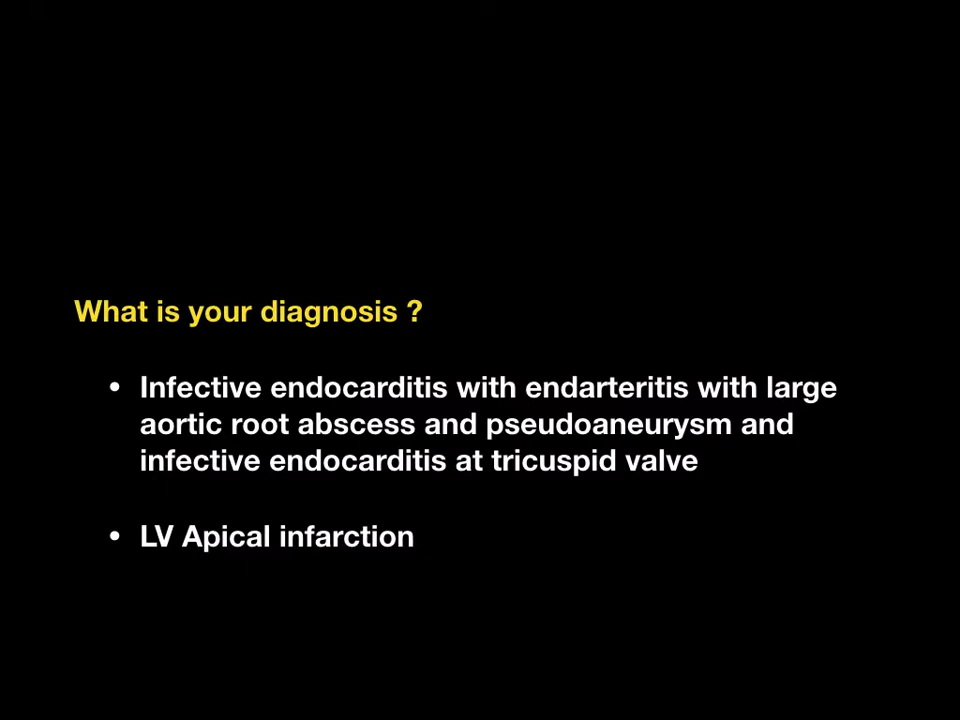 What is your diagnosis ?
• Infective endocarditis with endarteritis with large
aortic root abscess and pseudoaneurysm and
infective endocarditis at tricuspid valve
• LV Apical infarction